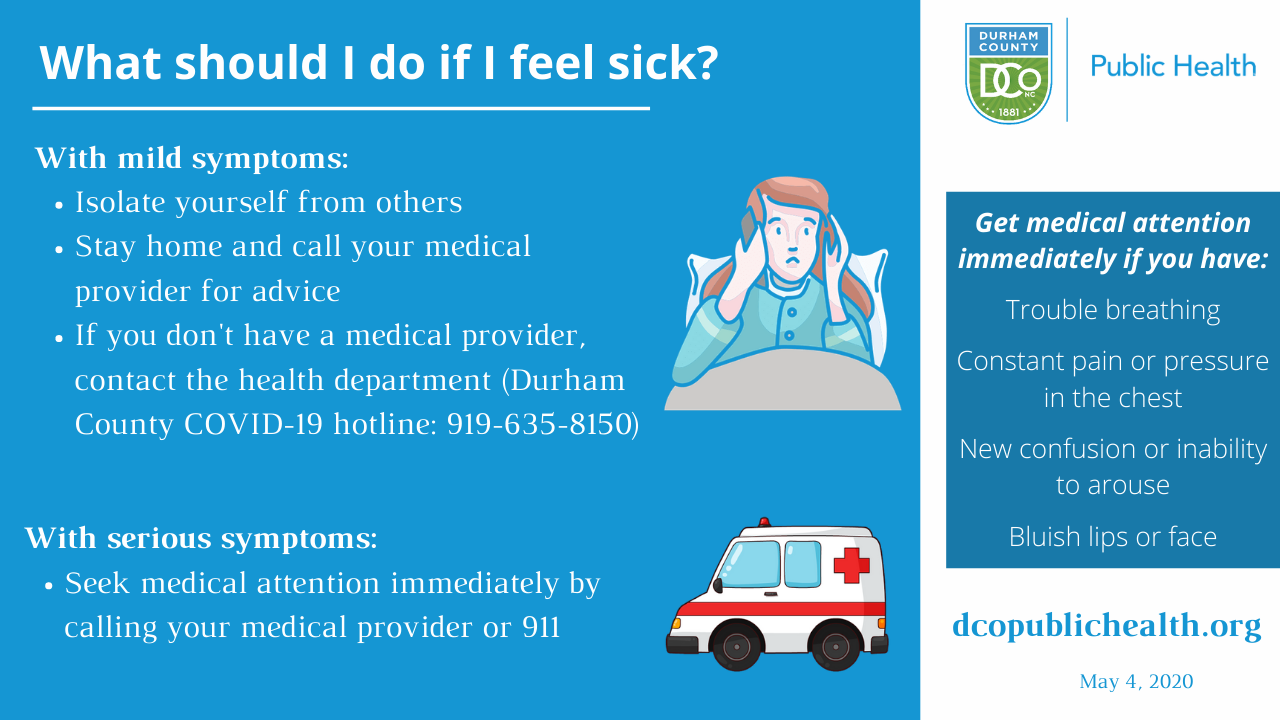 What should I do if I feel sick?
With mild symptoms:
• Isolate yourself from others
• Stay home and call your medical
provider for advice
• If you don't have a medical provider,
contact the health department (Durham
County COVID-19 hotline: 919-635-8150)
With serious symptoms:
• Seek medical attention immediately by
calling your medical provider or 911
DURHAM
COUNTY
DCo
NC
1881
Public Health
Get medical attention
immediately if you have:
Trouble breathing
Constant pain or pressure
in the chest
New confusion or inability
to arouse
Bluish lips or face
dcopublichealth.org
May 4, 2020